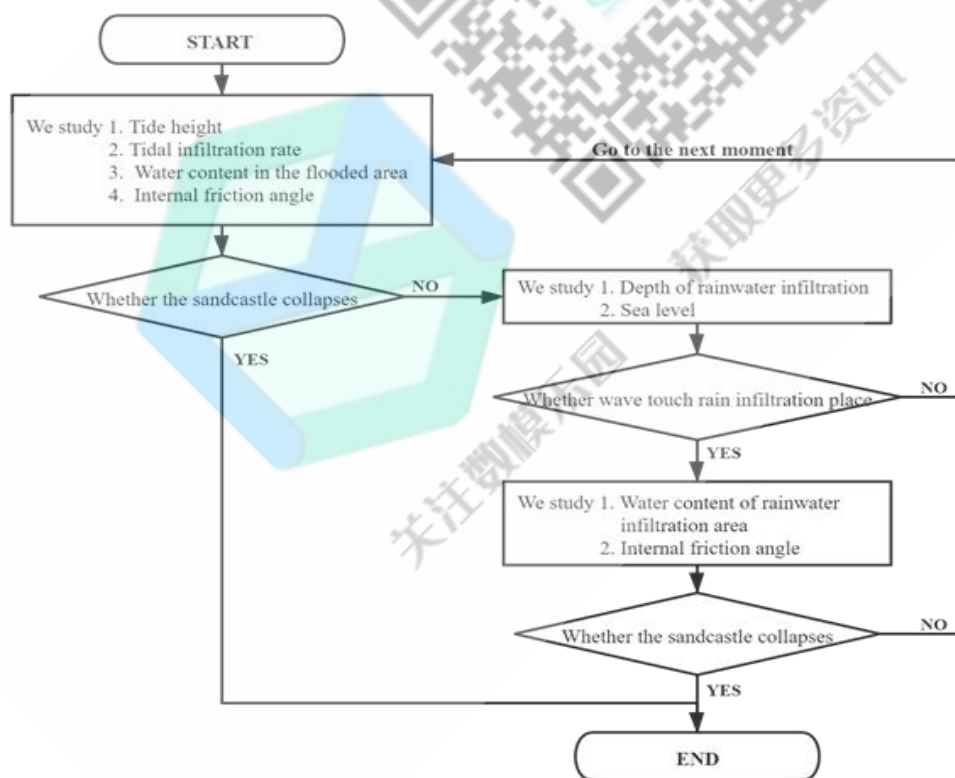 START
We study 1. Tide height
2. Tidal infiltration rate
3. Water content in the flooded area
4. Internal friction angle
Go to the next moment
Whether the sandcastle collapses
NO
YES
We study 1. Depth of rainwater infiltration
2. Sea level
Whether wave touch rain infiltration place
NO
YES
We study 1. Water content of rainwater
infiltration area
2. Internal friction angle
Whether the sandcastle collapses
NO
YES
END
关注数模乐园
获取更多资讯